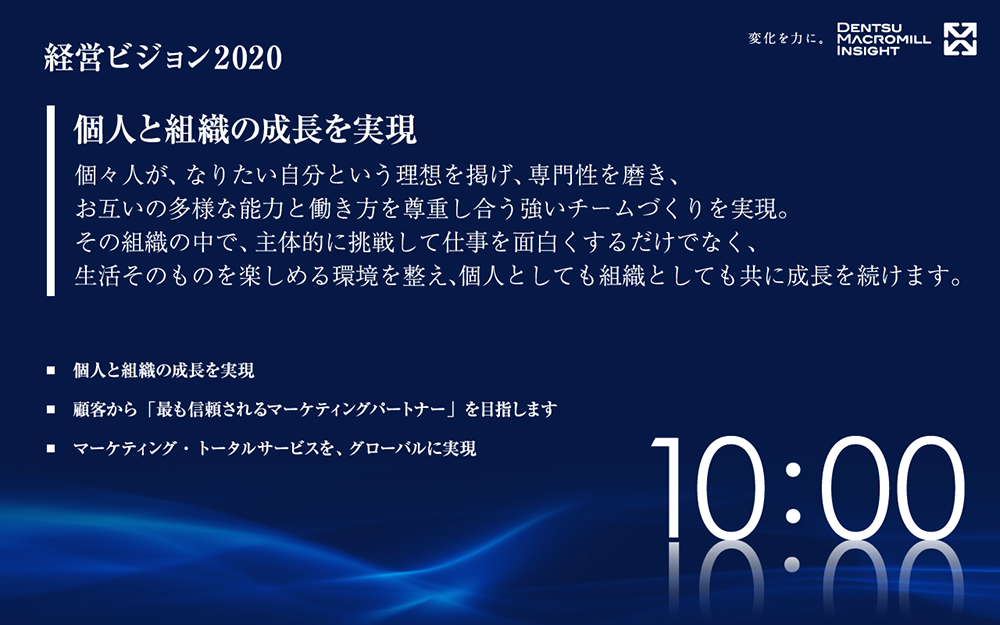 経営ビジョン2020
変化を力に。
DENTSU
MACROMILL
INSIGHT
個人と組織の成長を実現
個々人が、なりたい自分という理想を掲げ、専門性を磨き、
お互いの多様な能力と働き方を尊重し合う強いチームづくりを実現。
その組織の中で、主体的に挑戦して仕事を面白くするだけでなく、
生活そのものを楽しめる環境を整え、個人としても組織としても共に成長を続けます。
■ 個人と組織の成長を実現
■ 顧客から「最も信頼されるマーケティングパートナー」を目指します
■ マーケティング・トータルサービスを、グローバルに実現
10:00